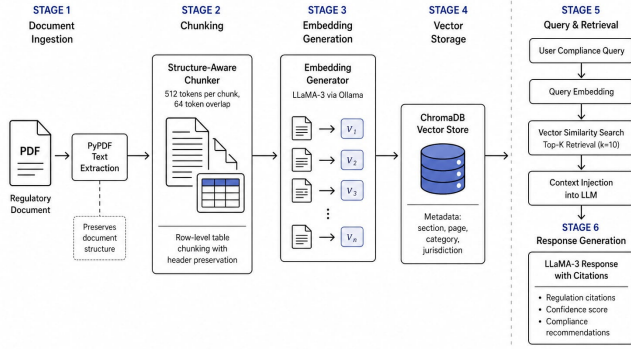 STAGE 1
Document
Ingestion
PDF
Regulatory
Document
PyPDF
Text
Extraction
Preserves
document
structure
STAGE 2
Chunking
Structure-Aware
Chunker
512 tokens per chunk,
64 token overlap
Row-level table
chunking with
header preservation
STAGE 3
Embedding
Generation
Embedding
Generator
LLaMA-3 via Ollama
V1
V2
V3
⋮
Vn
STAGE 4
Vector
Storage
ChromaDB
Vector Store
Metadata:
section, page,
category,
jurisdiction
STAGE 5
Query & Retrieval
User Compliance Query
Query Embedding
Vector Similarity Search
Top-K Retrieval (k=10)
Context Injection
into LLM
STAGE 6
Response Generation
LLaMA-3 Response
with Citations
• Regulation citations
• Confidence score
• Compliance
recommendations